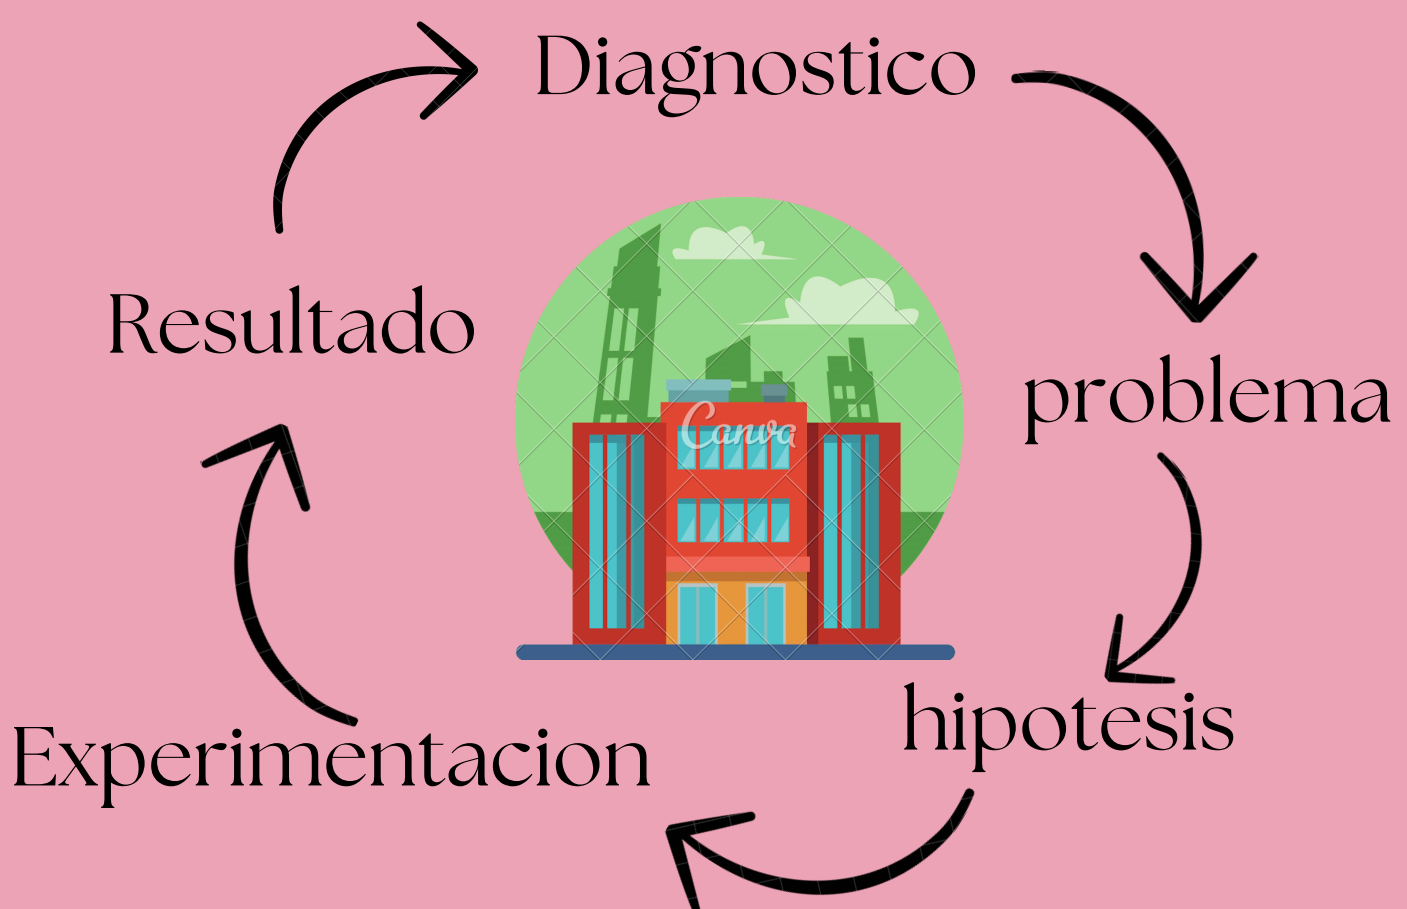 Diagnostico
Resultado
problema
Canva
hipotesis
Experimentacion